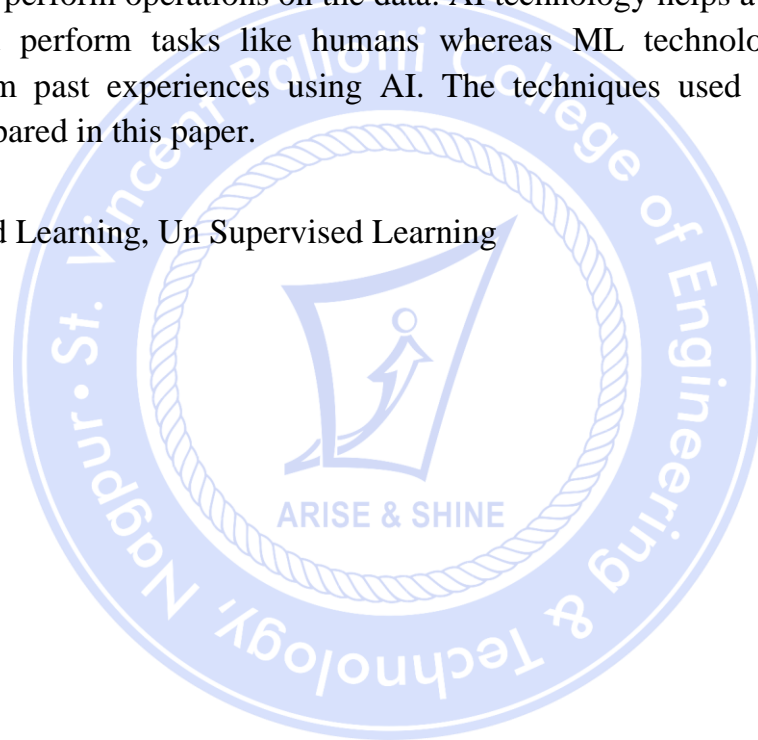 perform operations on the data. AI technology helps a
perform tasks like humans whereas ML technolo
m past experiences using AI. The techniques used
pared in this paper.
d Learning, Un Supervised Learning
St. Vincent Pallotti College of Engineering & Technology, Nagpur
ARISE & SHINE